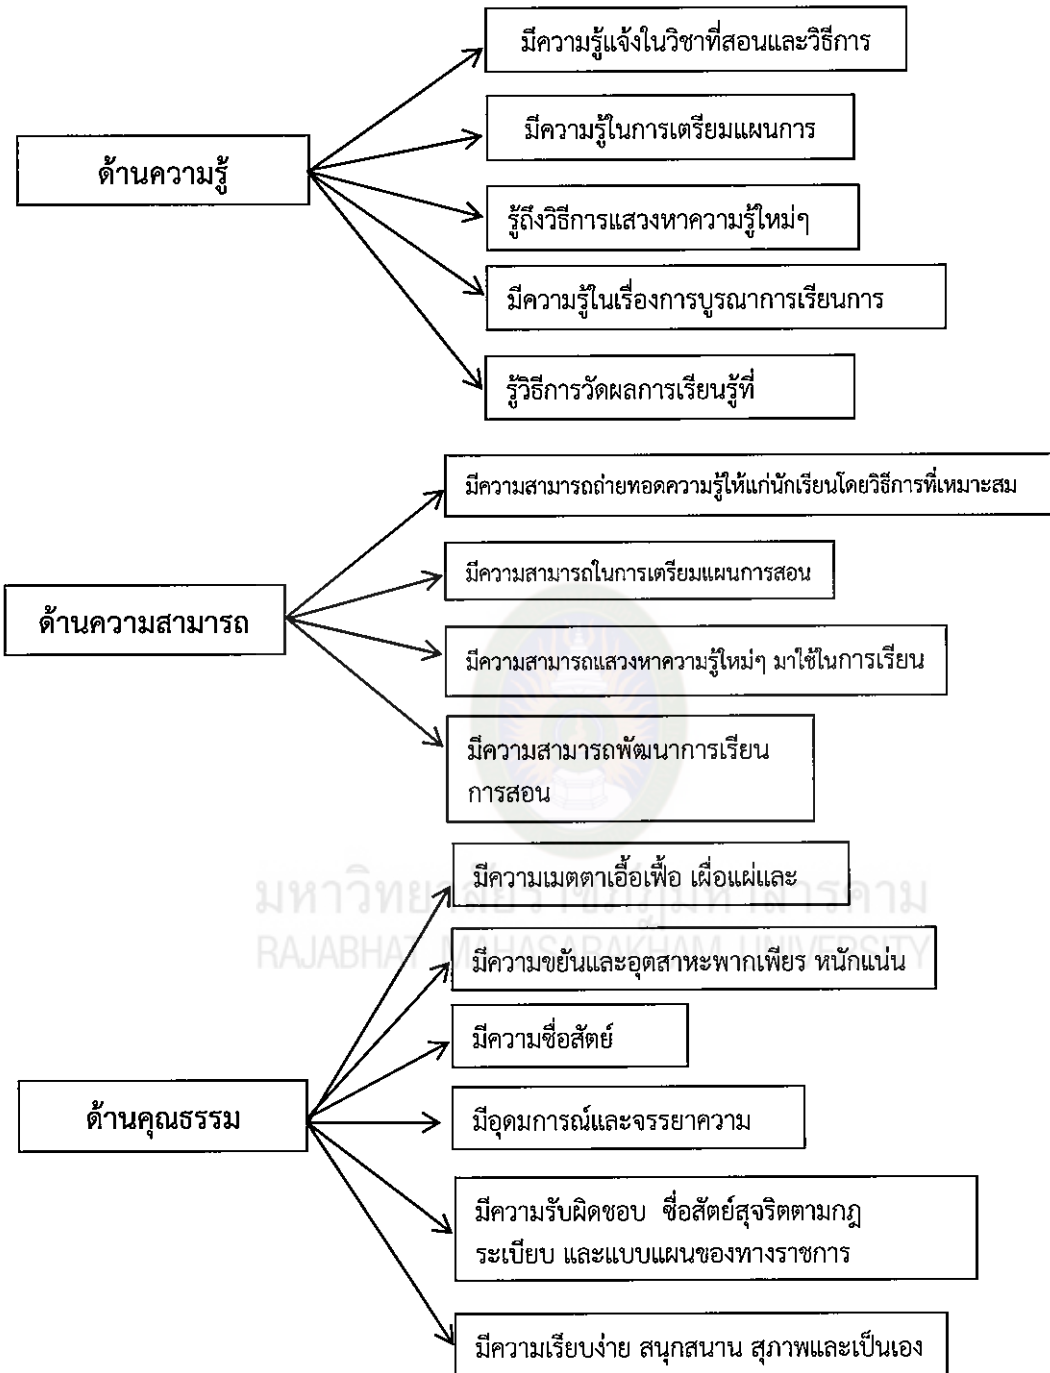 มีความรู้แจ้งในวิชาที่สอนและวิธีการ
มีความรู้ในการเตรียมแผนการ
ด้านความรู้
รู้ถึงวิธีการแสวงหาความรู้ใหม่ๆ
มีความรู้ในเรื่องการบูรณาการเรียนการ
รู้วิธีการวัดผลการเรียนรู้ที่
มีความสามารถถ่ายทอดความรู้ให้แก่นักเรียนโดยวิธีการที่เหมาะสม
มีความสามารถในการเตรียมแผนการสอน
ด้านความสามารถ
มีความสามารถแสวงหาความรู้ใหม่ๆ มาใช้ในการเรียน
มีความสามารถพัฒนาการเรียน
การสอน
มีความเมตตาเอื้อเฟื้อ เผื่อแผ่และ
มหาวิทยาลัยราชภัฏมหาสารคาม
RAJABHAT MAHASARAKHAM UNIVERSITY
มีความขยันและอุตสาหะพากเพียร หนักแน่น
มีความซื่อสัตย์
ด้านคุณธรรม
มีอุดมการณ์และจรรยาความ
มีความรับผิดชอบ ซื่อสัตย์สุจริตตามกฎ
ระเบียบ และแบบแผนของทางราชการ
มีความเรียบง่าย สนุกสนาน สุภาพและเป็นเอง